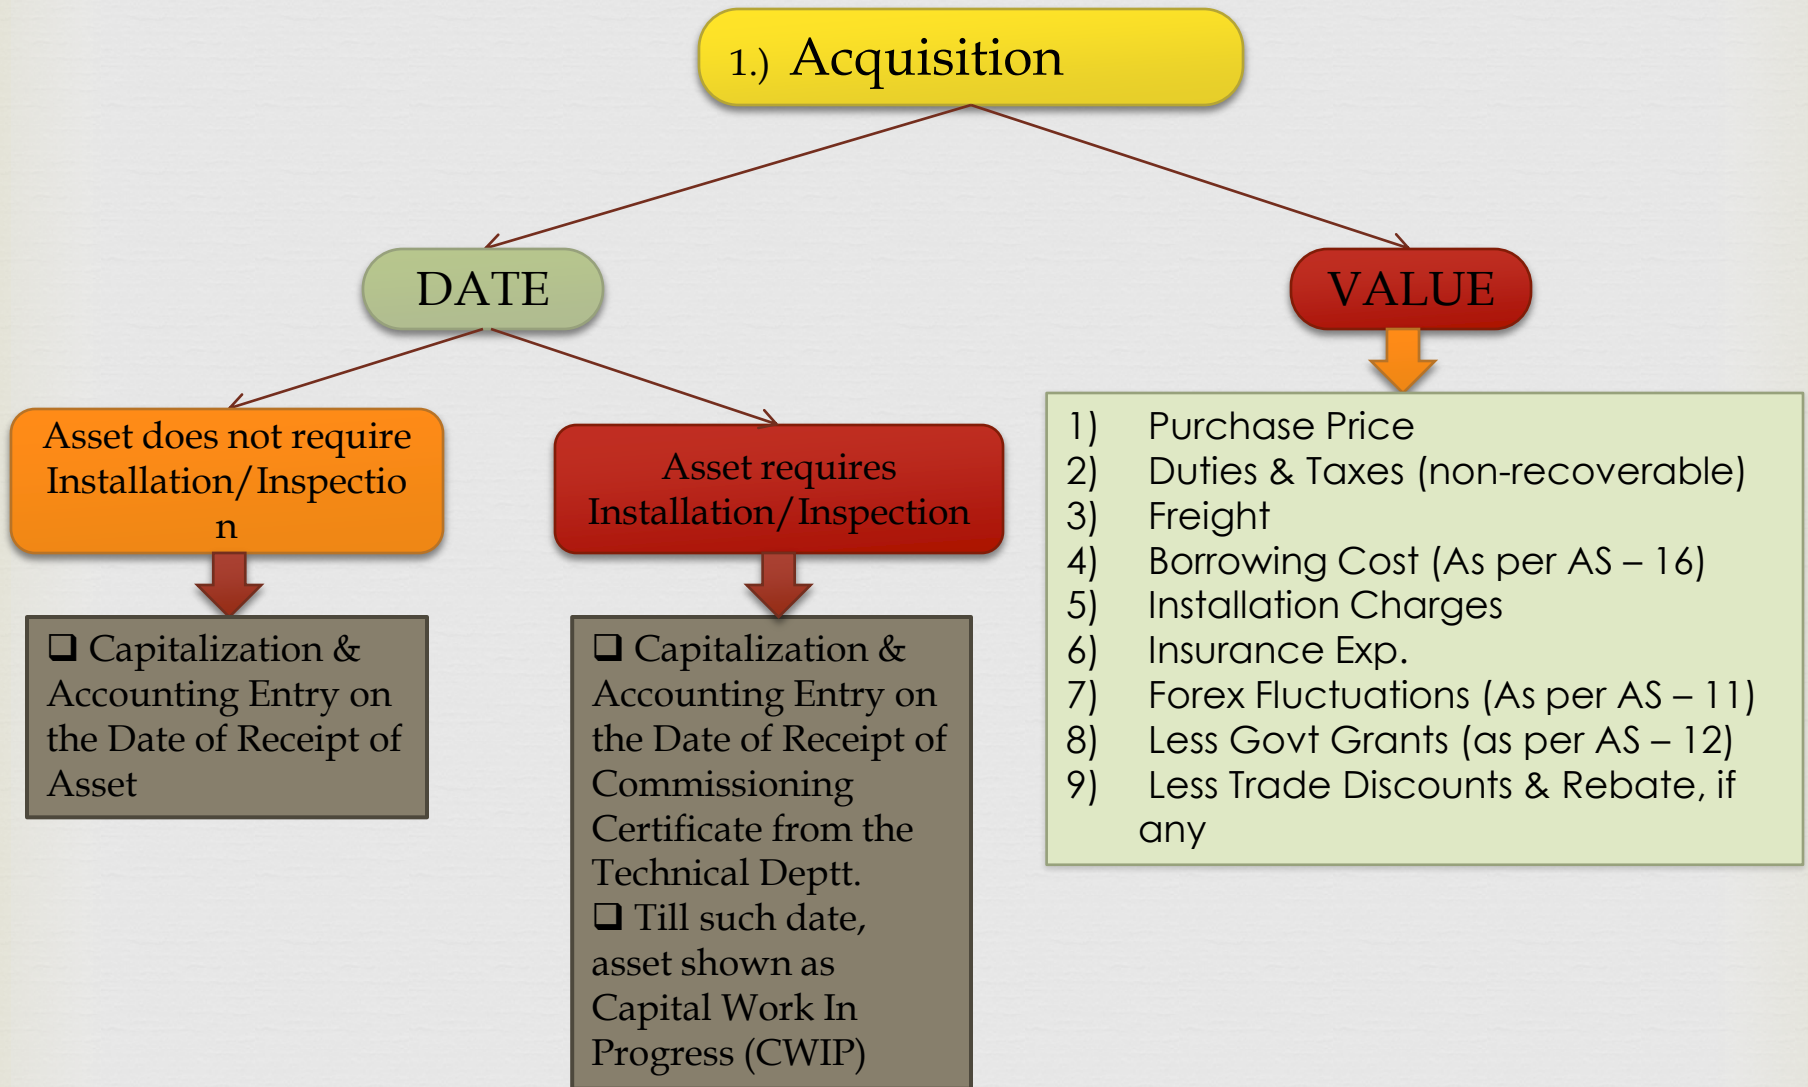 1.) Acquisition
DATE
VALUE
Asset does not require
Installation/Inspectio
n
Asset requires
Installation/Inspection
❑ Capitalization &
Accounting Entry on
the Date of Receipt of
Asset
❑ Capitalization &
Accounting Entry on
the Date of Receipt of
Commissioning
Certificate from the
Technical Deptt.
❑ Till such date,
asset shown as
Capital Work In
Progress (CWIP)
1) Purchase Price
2) Duties & Taxes (non-recoverable)
3) Freight
4) Borrowing Cost (As per AS – 16)
5) Installation Charges
6) Insurance Exp.
7) Forex Fluctuations (As per AS – 11)
8) Less Govt Grants (as per AS – 12)
9) Less Trade Discounts & Rebate, if
any